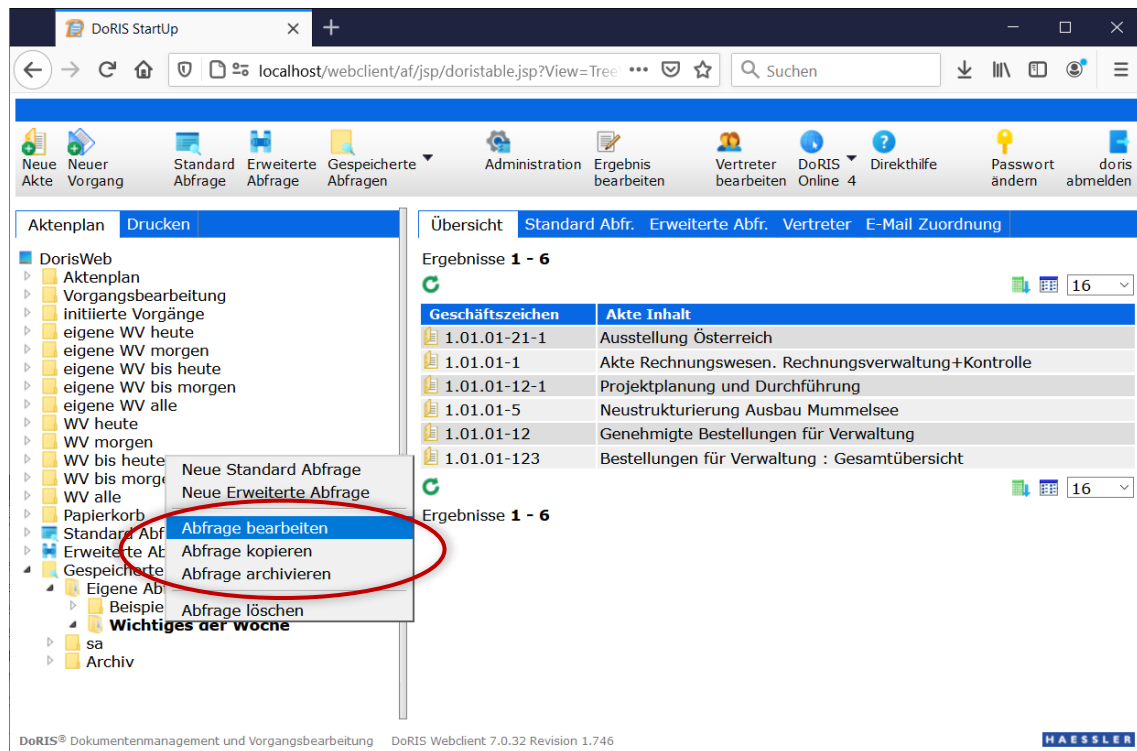 DoRIS StartUp
localhost/webclient/af/jsp/doristable.jsp?View=Tree
Suchen
Neue Akte
Neuer Vorgang
Standard Abfrage
Erweiterte Abfrage
Gespeicherte Abfragen
Administration
Ergebnis bearbeiten
Vertreter bearbeiten
DoRIS Online 4
Direkthilfe
Passwort ändern
doris abmelden
Aktenplan Drucken
DorisWeb
Aktenplan
Vorgangsbearbeitung
initiierte Vorgänge
eigene WV heute
eigene WV morgen
eigene WV bis heute
eigene WV bis morgen
eigene WV alle
WV heute
WV morgen
WV bis heute
WV bis morge
WV alle
Papierkorb
Standard Abf
Erweiterte Ab
Gespeicherte
Eigene Ab
Beispie
Wichtiges der Woche
sa
Archiv
Neue Standard Abfrage
Neue Erweiterte Abfrage
Abfrage bearbeiten
Abfrage kopieren
Abfrage archivieren
Abfrage löschen
Übersicht Standard Abfr. Erweiterte Abfr. Vertreter E-Mail Zuordnung
Ergebnisse 1 - 6
16
Geschäftszeichen Akte Inhalt
1.01.01-21-1 Ausstellung Österreich
1.01.01-1 Akte Rechnungswesen. Rechnungsverwaltung+Kontrolle
1.01.01-12-1 Projektplanung und Durchführung
1.01.01-5 Neustrukturierung Ausbau Mummelsee
1.01.01-12 Genehmigte Bestellungen für Verwaltung
1.01.01-123 Bestellungen für Verwaltung : Gesamtübersicht
16
Ergebnisse 1 - 6
DoRIS® Dokumentenmanagement und Vorgangsbearbeitung DoRIS Webclient 7.0.32 Revision 1.746
HAESSLER